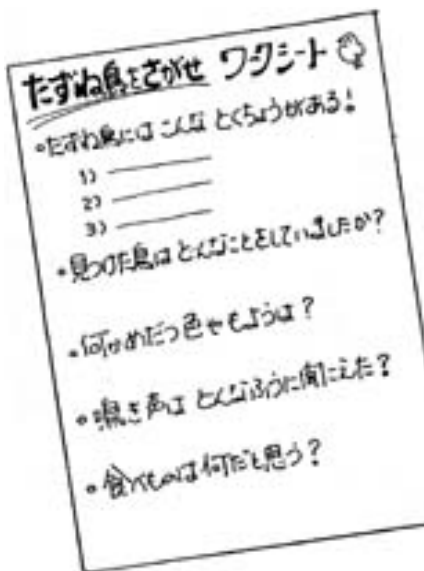 たずね鳥をさがせ ワークシート
・たずね鳥には こんな とくちょうがある!
1)
2)
3)
・見つけた鳥は どんなことをしていましたか?
・何かめだつ色やもようは?
・鳴き声は どんなふうに聞こえた?
・食べものは何だと思う?